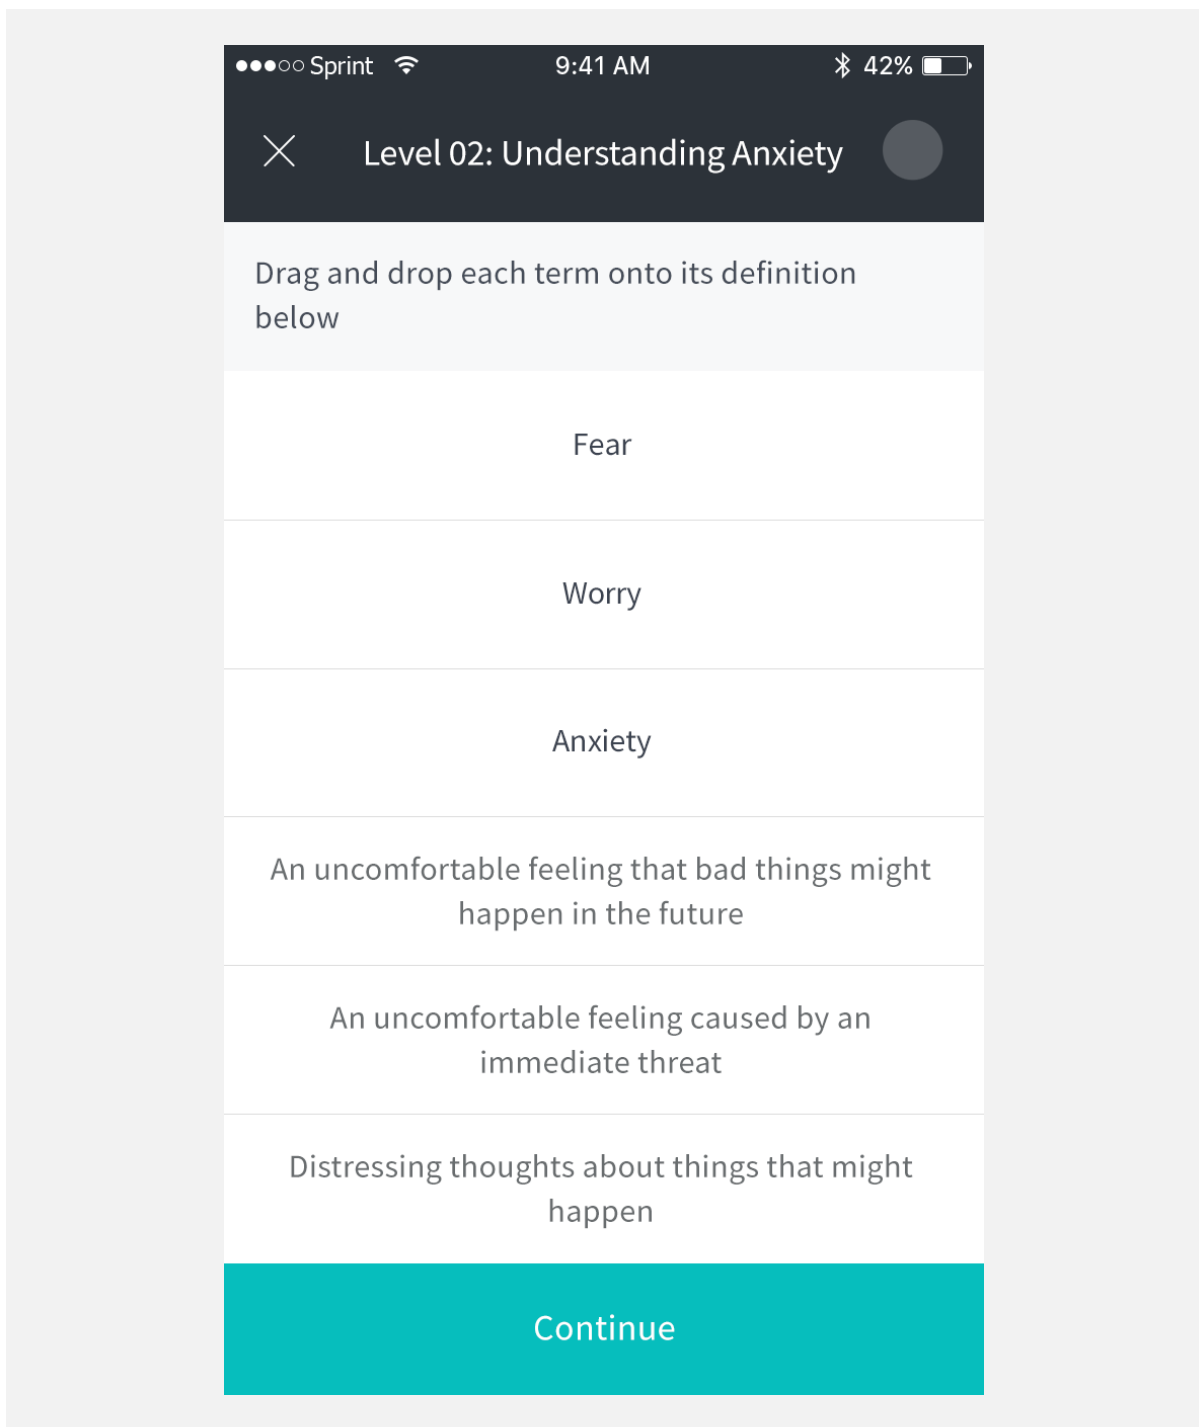 Sprint 9:41 AM 42%
Level 02: Understanding Anxiety
Drag and drop each term onto its definition
below
Fear
Worry
Anxiety
An uncomfortable feeling that bad things might
happen in the future
An uncomfortable feeling caused by an
immediate threat
Distressing thoughts about things that might
happen
Continue